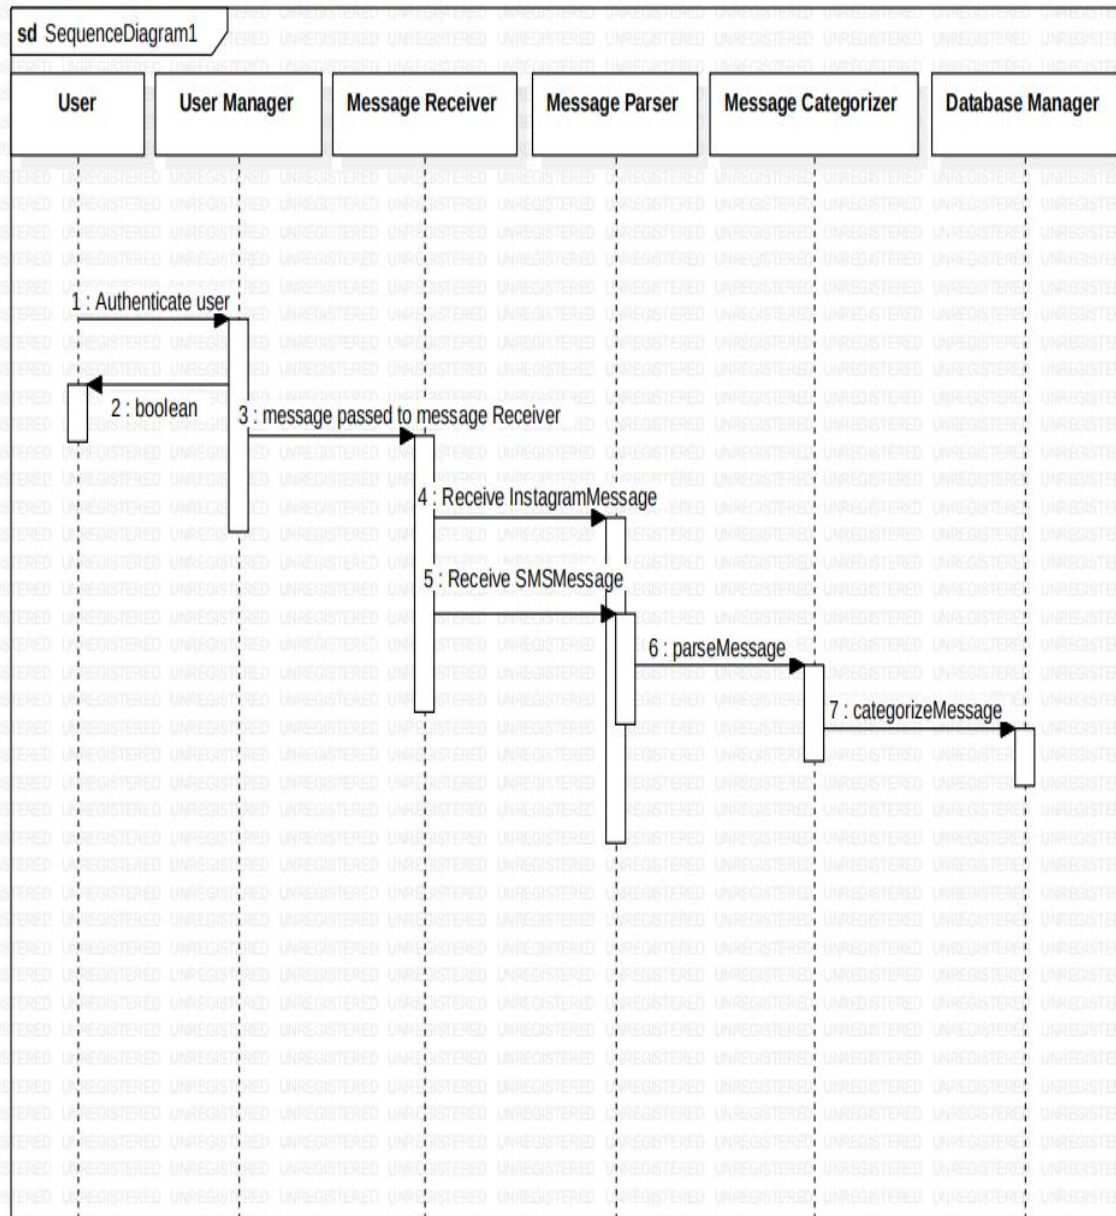 sd SequenceDiagram1
User
User Manager
Message Receiver
Message Parser
Message Categorizer
Database Manager
1 : Authenticate user
2 : boolean
3 : message passed to message Receiver
4 : Receive InstagramMessage
5 : Receive SMSMessage
6 : parseMessage
7 : categorizeMessage
UNREGISTERED